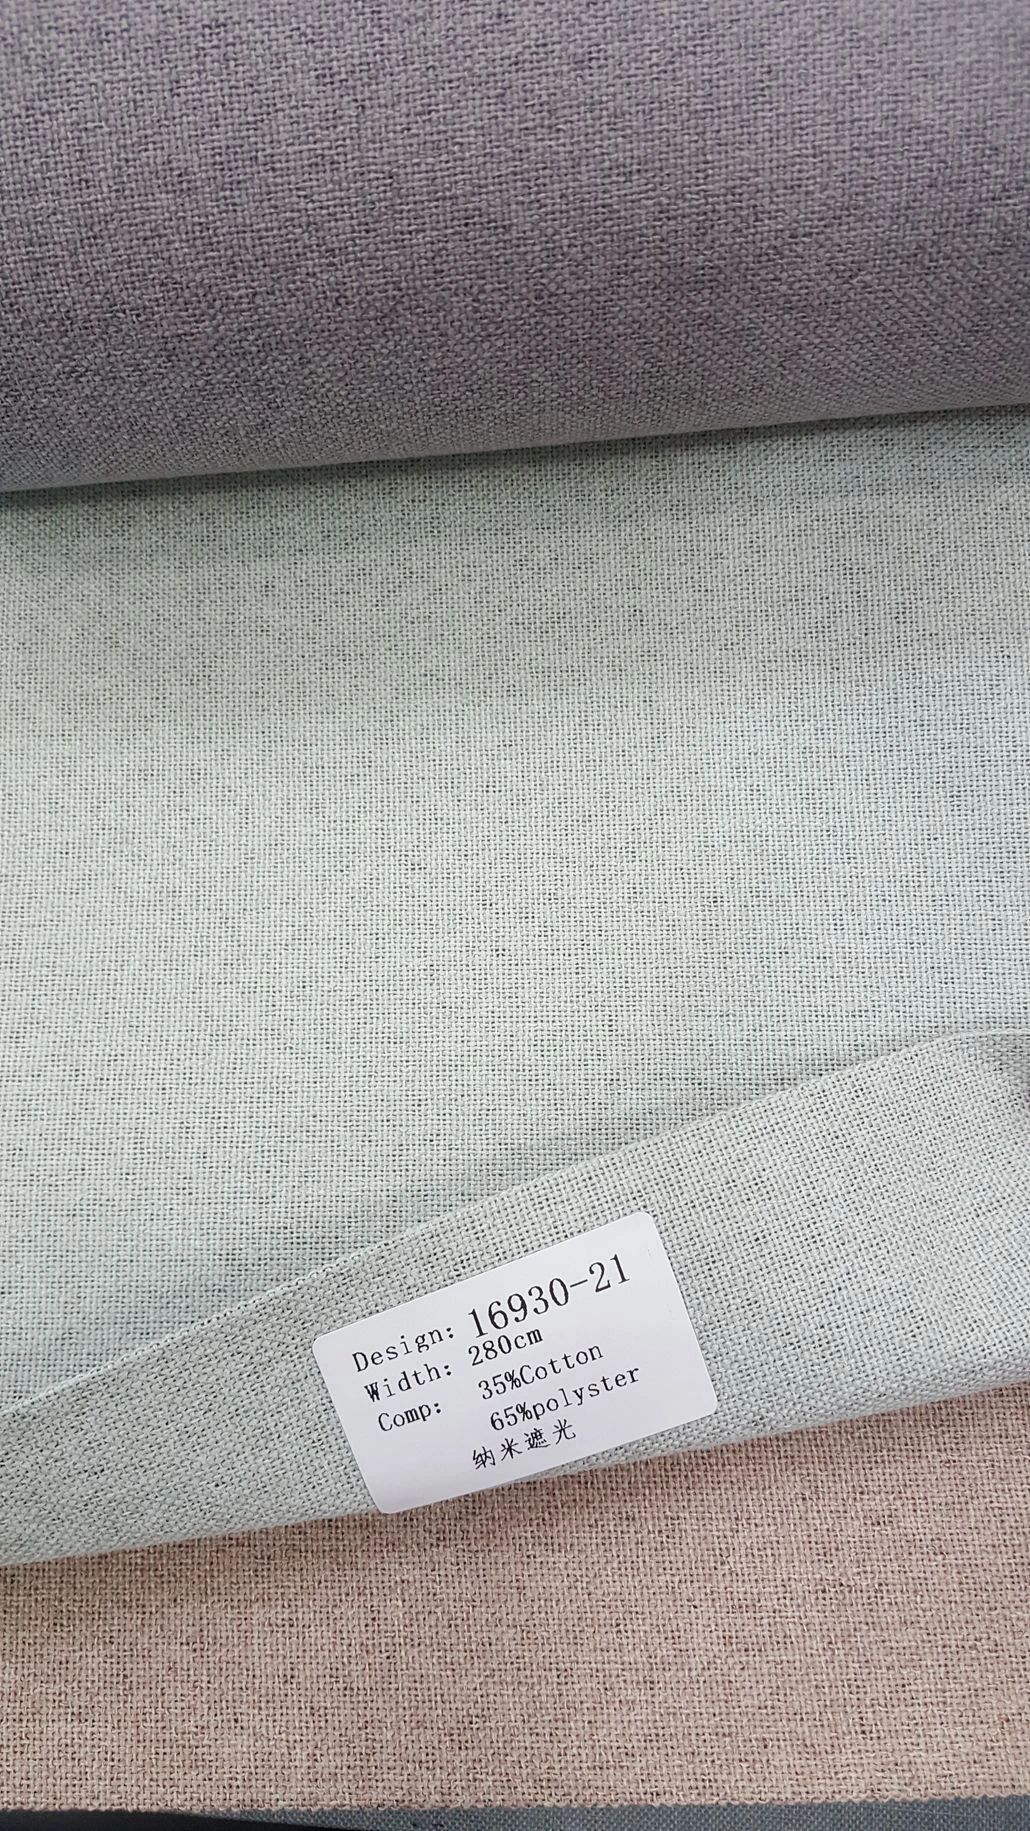 Design: 16930-21
Width: 280cm
Comp: 35%Cotton
65%polyster
纳米遮光